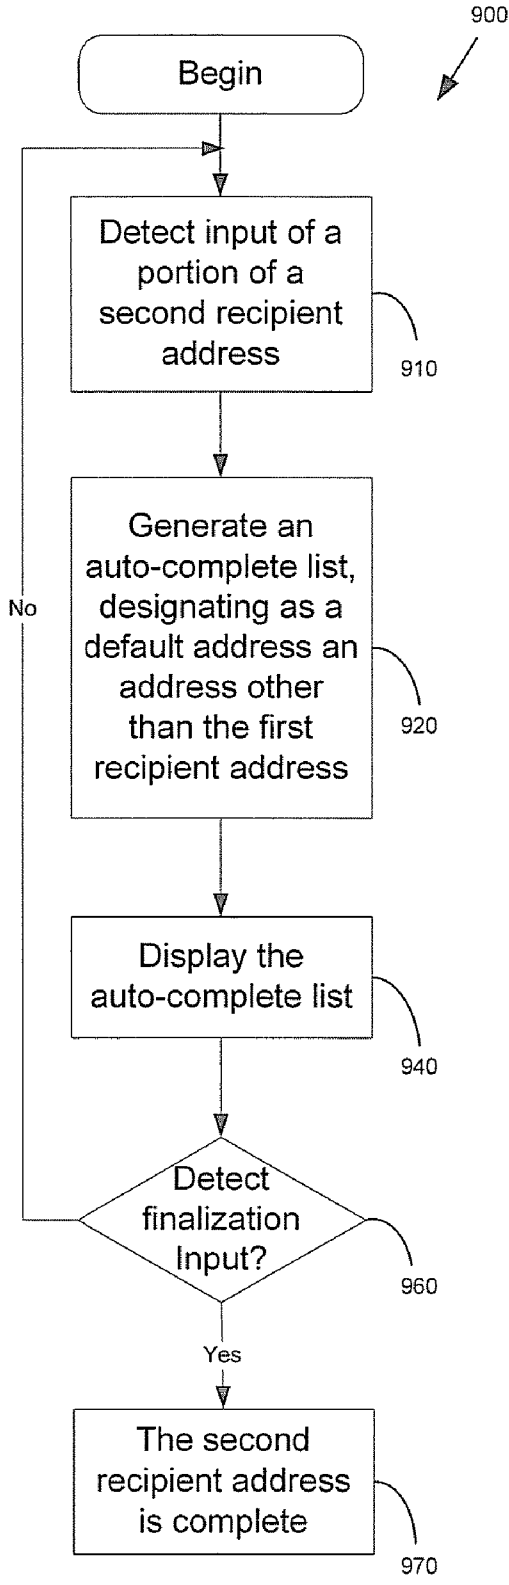 900
Begin
Detect input of a
portion of a
second recipient
address
910
Generate an
auto-complete list,
designating as a
default address an
address other
than the first
recipient address
920
No
Display the
auto-complete list
940
Detect
finalization
Input?
960
Yes
The second
recipient address
is complete
970